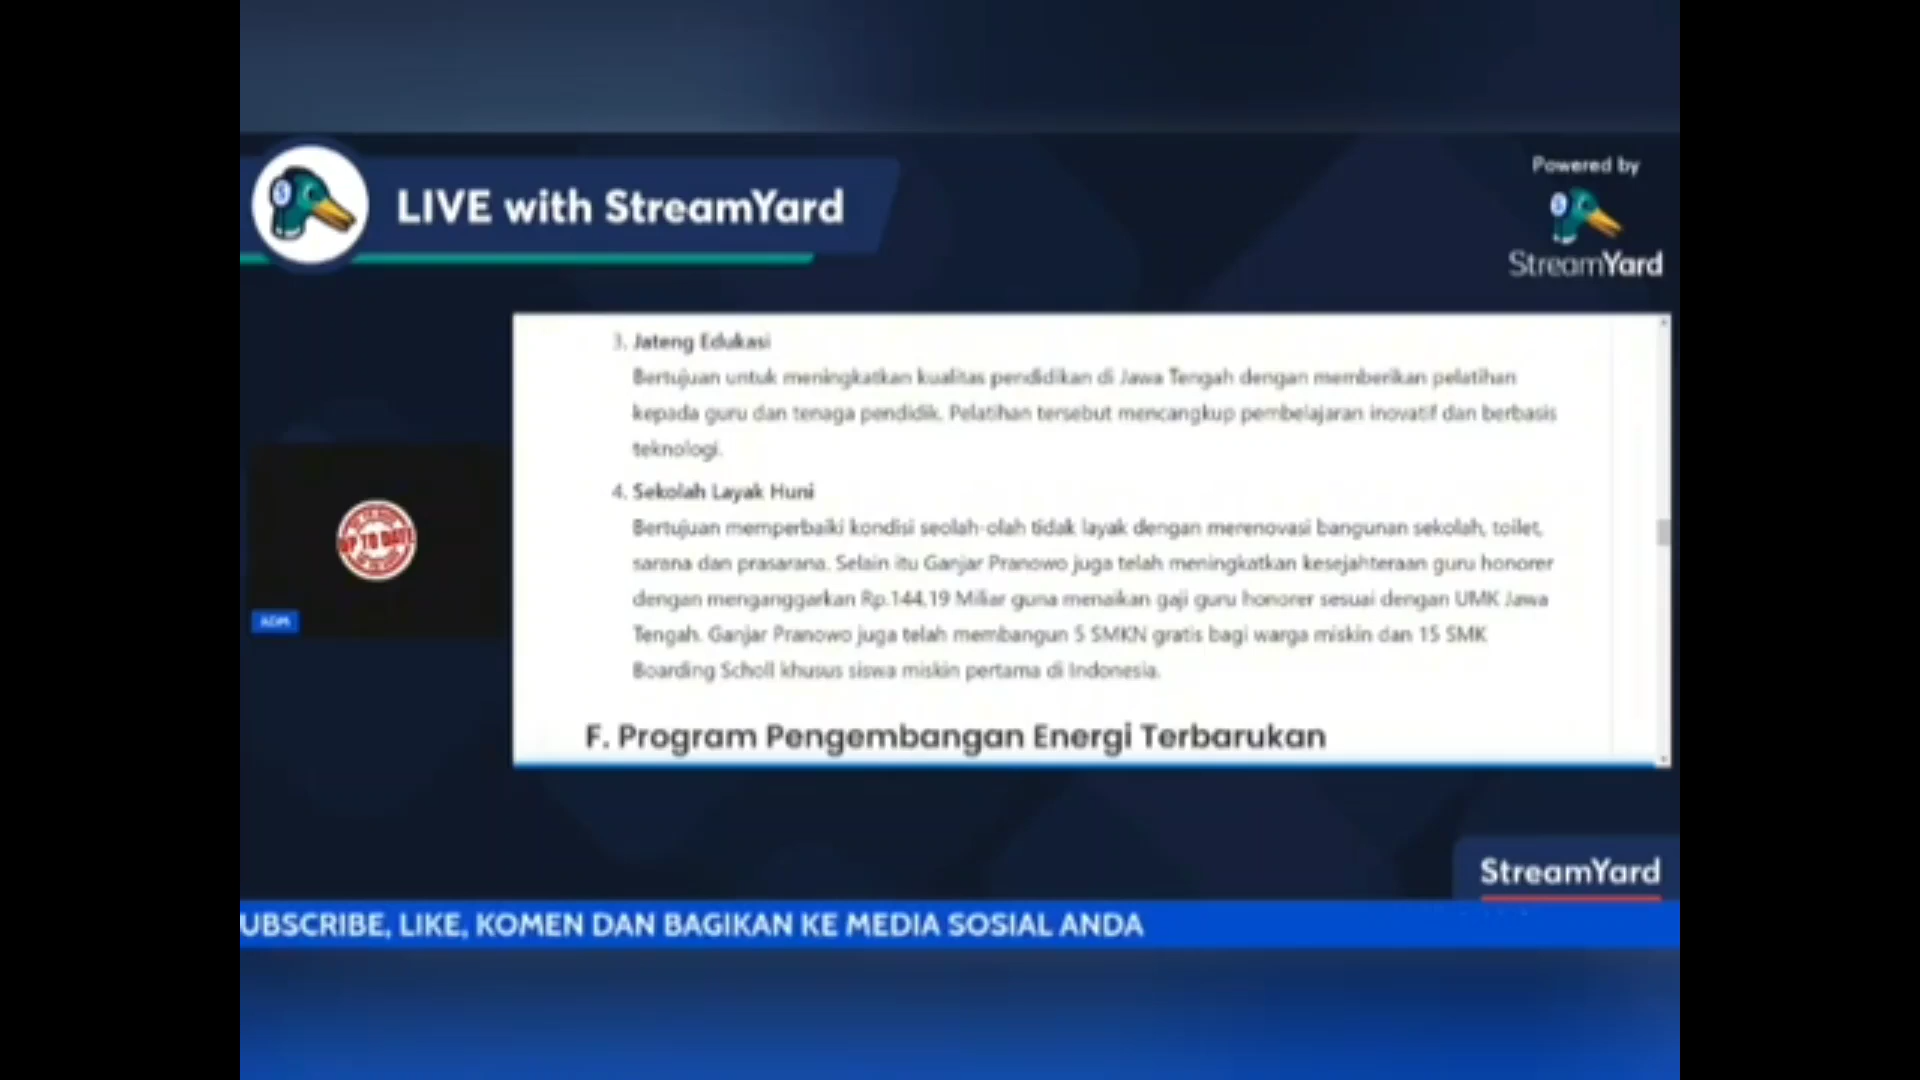 LIVE with StreamYard
Powered by
StreamYard
3. Jateng Edukasi
Bertujuan untuk meningkatkan kualitas pendidikan di Jawa Tengah dengan memberikan pelatihan
kepada guru dan tenaga pendidik. Pelatihan tersebut mencangkup pembelajaran inovatif dan berbasis
teknologi.
4. Sekolah Layak Huni
Bertujuan memperbaiki kondisi seolah-olah tidak layak dengan merenovasi bangunan sekolah, toilet,
sarana dan prasarana. Selain itu Ganjar Pranowo juga telah meningkatkan kesejahteraan guru honorer
dengan menganggarkan Rp.144,19 Miliar guna menaikan gaji guru honorer sesuai dengan UMK Jawa
Tengah. Ganjar Pranowo juga telah membangun 5 SMKN gratis bagi warga miskin dan 15 SMK
Boarding Scholl khusus siswa miskin pertama di Indonesia.
F. Program Pengembangan Energi Terbarukan
UP TO DATE
ADM
StreamYard
UBSCRIBE, LIKE, KOMEN DAN BAGIKAN KE MEDIA SOSIAL ANDA